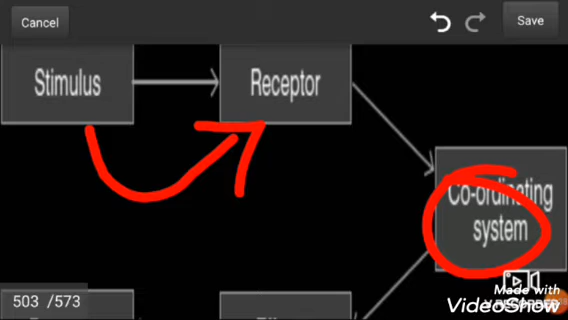 Cancel
Save
Stimulus
Receptor
Co-ordinating
system
503 /573
Made with
VideoShow